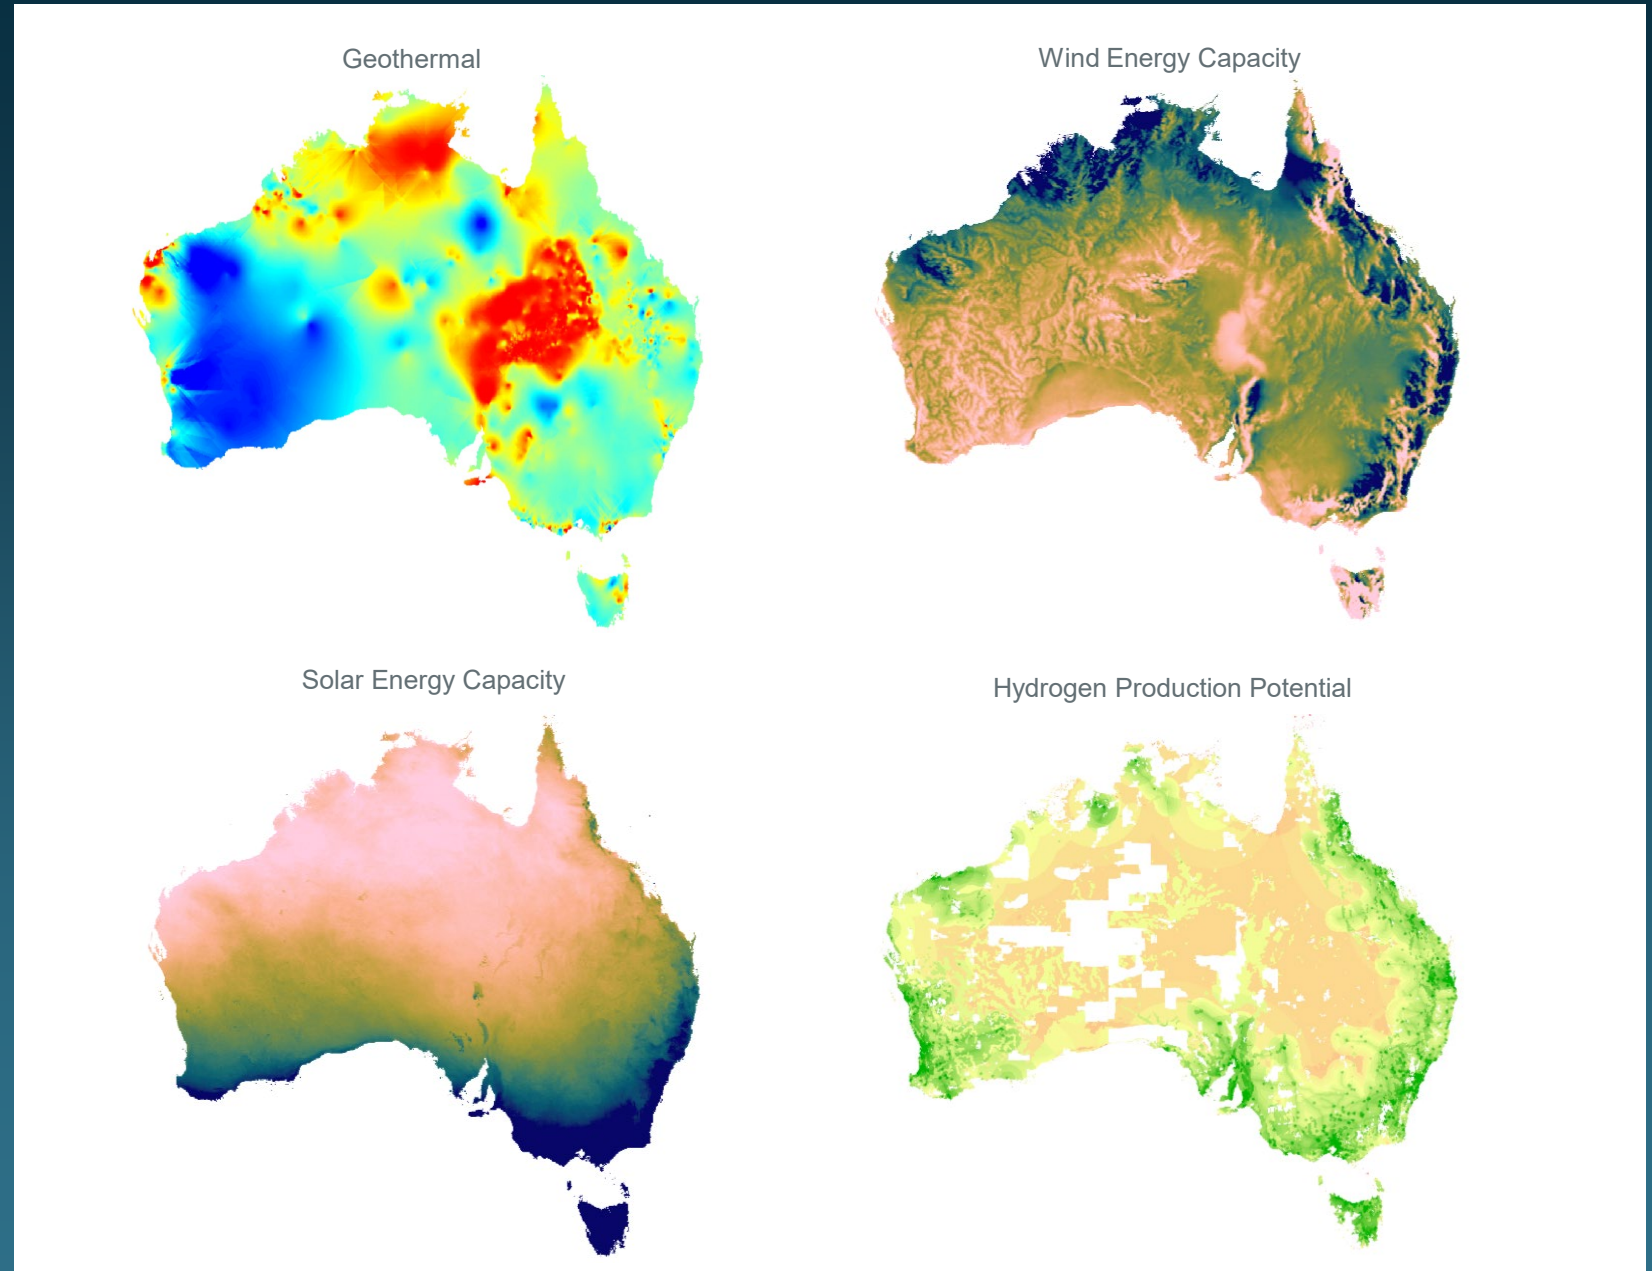 Geothermal
Wind Energy Capacity
Solar Energy Capacity
Hydrogen Production Potential